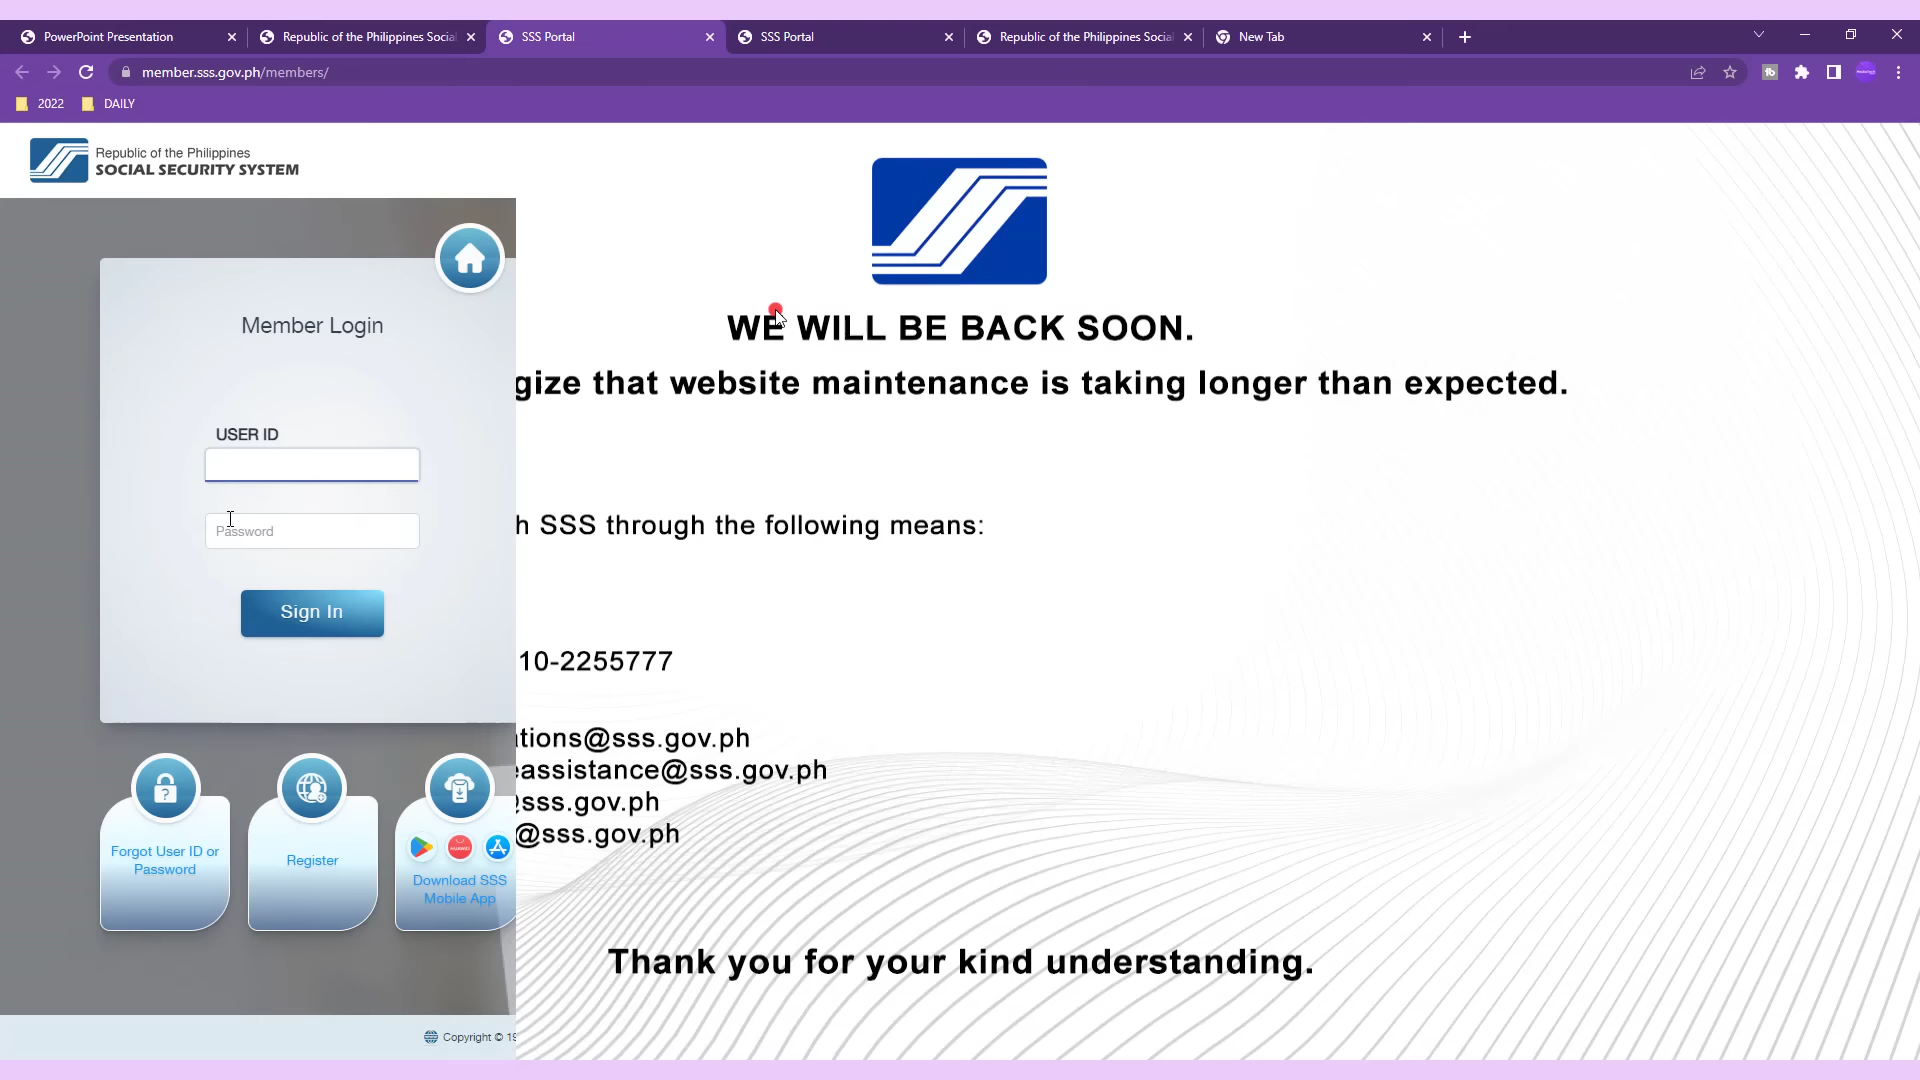 PowerPoint Presentation
Republic of the Philippines Social
SSS Portal
SSS Portal
Republic of the Philippines Social
New Tab
member.sss.gov.ph/members/
2022
DAILY
Republic of the Philippines
SOCIAL SECURITY SYSTEM
Member Login
USER ID
Password
Sign In
?
Forgot User ID or
Password
Register
HUAWEI
Download SSS
Mobile App
Copyright © 19
WE WILL BE BACK SOON.
gize that website maintenance is taking longer than expected.
h SSS through the following means:
10-2255777
tions@sss.gov.ph
eassistance@sss.gov.ph
@sss.gov.ph
@sss.gov.ph
Thank you for your kind understanding.